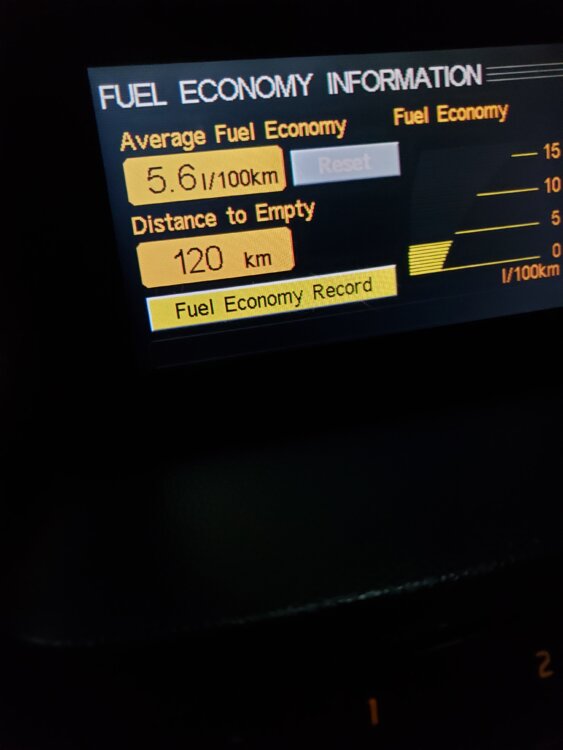 FUEL ECONOMY INFORMATION
Average Fuel Economy
5.6 l/100km
Reset
Distance to Empty
120 km
Fuel Economy Record
Fuel Economy
15
10
5
0
l/100km
1
2